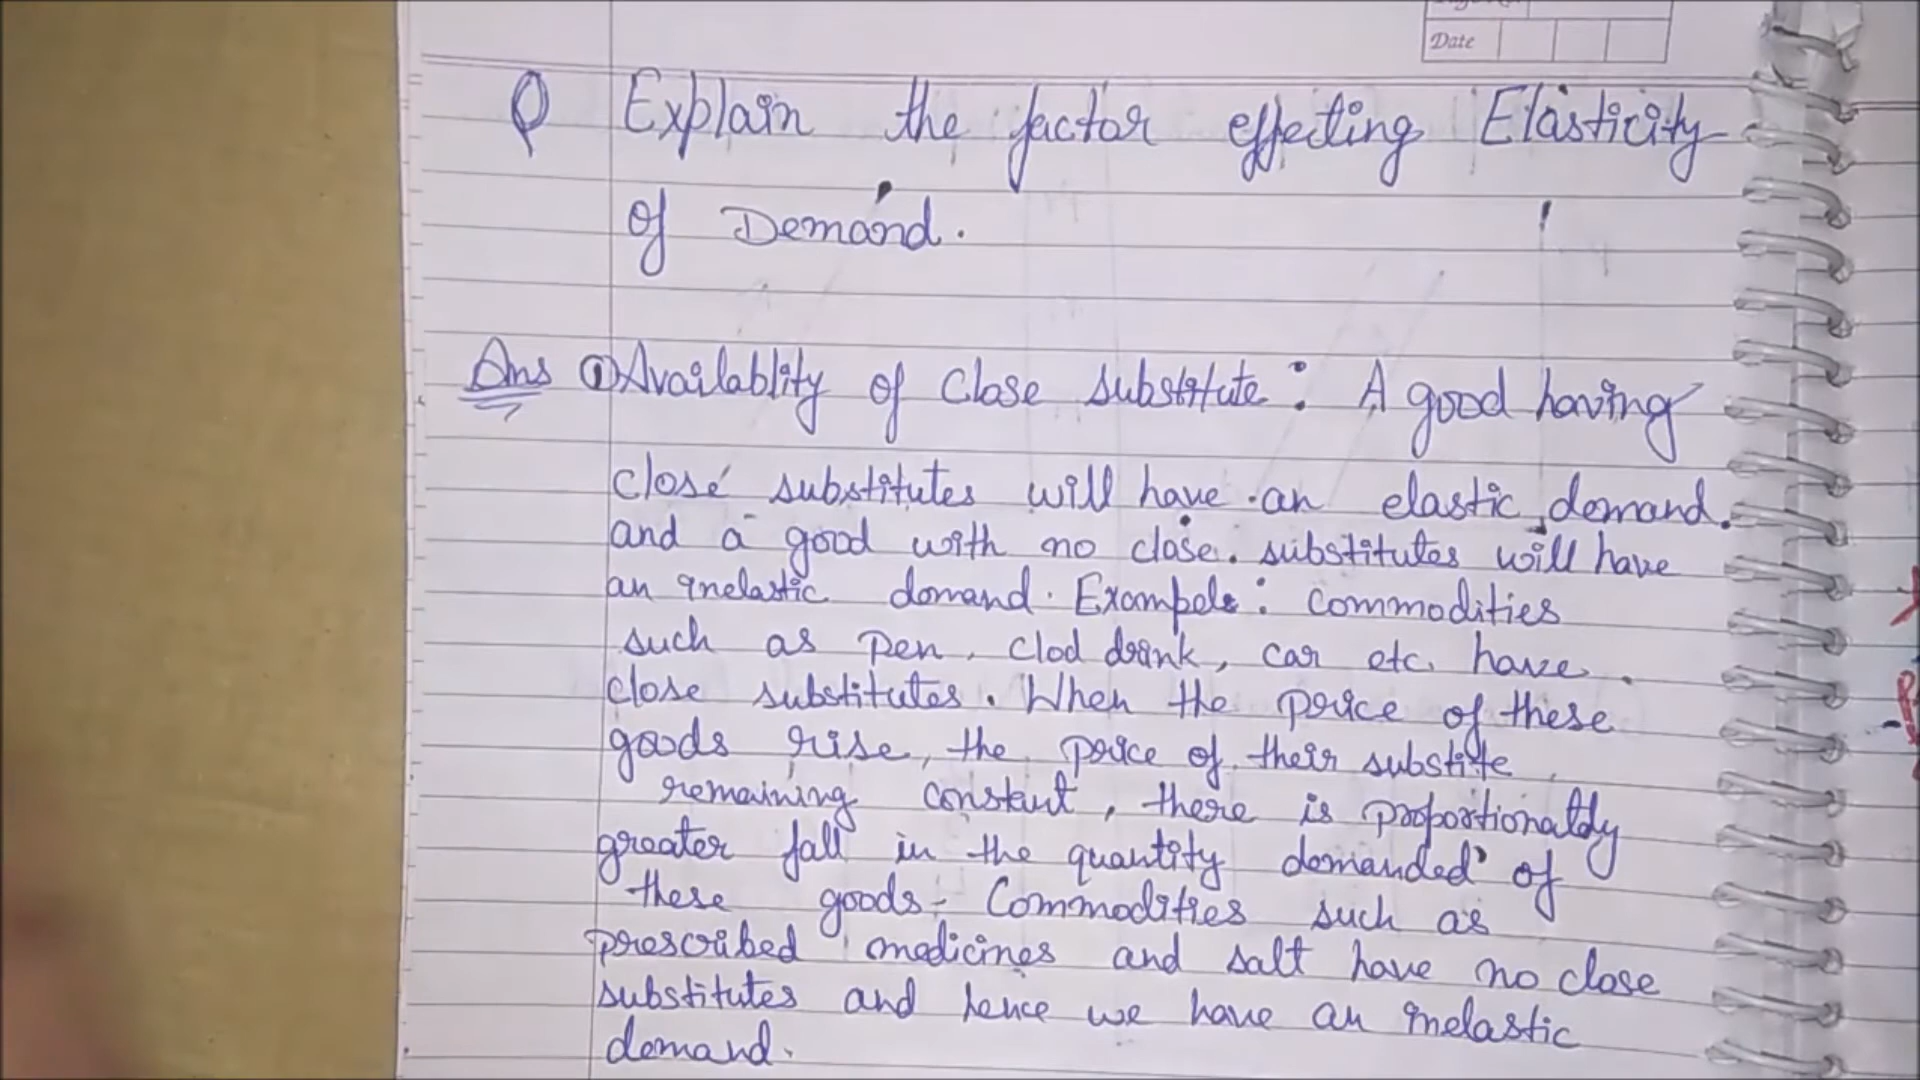 Date
Q Explain the factor effecting Elasticity
of Demand.
Ans ① Availablity of Close Substitute: A good having
close substitutes will have an elastic demand.
and a good with no close substitutes will have
an inelastic demand. Exampel: Commodities
such as pen, clod drink, car etc. have
close substitutes. When the price of these
goods rise, the price of their substite
remaining constant, there is proportionaldy
greater fall in the quantity demanded of
these goods. Commodities such as
prescribed medicines and salt have no close
substitutes and hence we have an inelastic
demand.